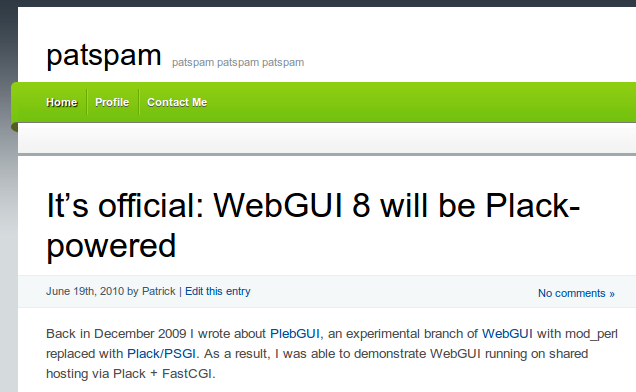 patspam patspam patspam patspam
Home Profile Contact Me
It’s official: WebGUI 8 will be Plack-
powered
June 19th, 2010 by Patrick | Edit this entry No comments »
Back in December 2009 I wrote about PlebGUI, an experimental branch of WebGUI with mod_perl
replaced with Plack/PSGI. As a result, I was able to demonstrate WebGUI running on shared
hosting via Plack + FastCGI.